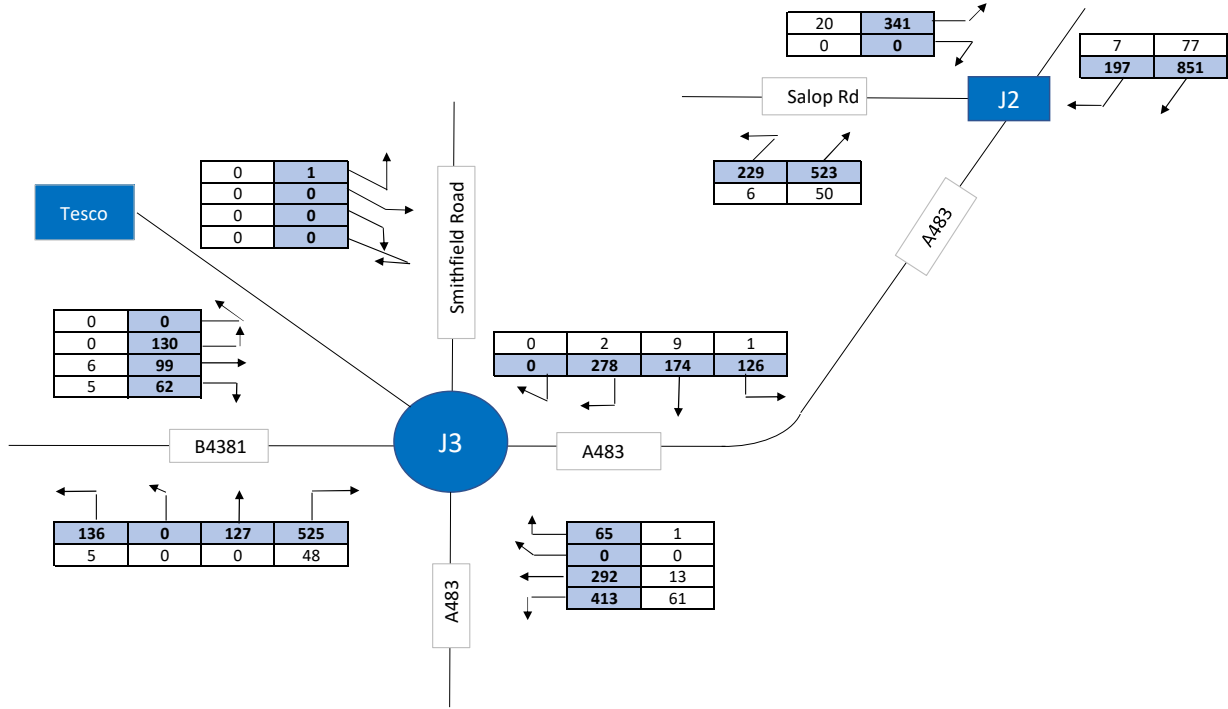 20 341
0 0
7 77
197 851
Salop Rd
J2
229 523
6 50
A483
0 1
0 0
0 0
0 0
Tesco
Smithfield Road
0 0
0 130
6 99
5 62
0 2 9 1
0 278 174 126
B4381
J3
A483
136 0 127 525
5 0 0 48
65 1
0 0
292 13
413 61
A483